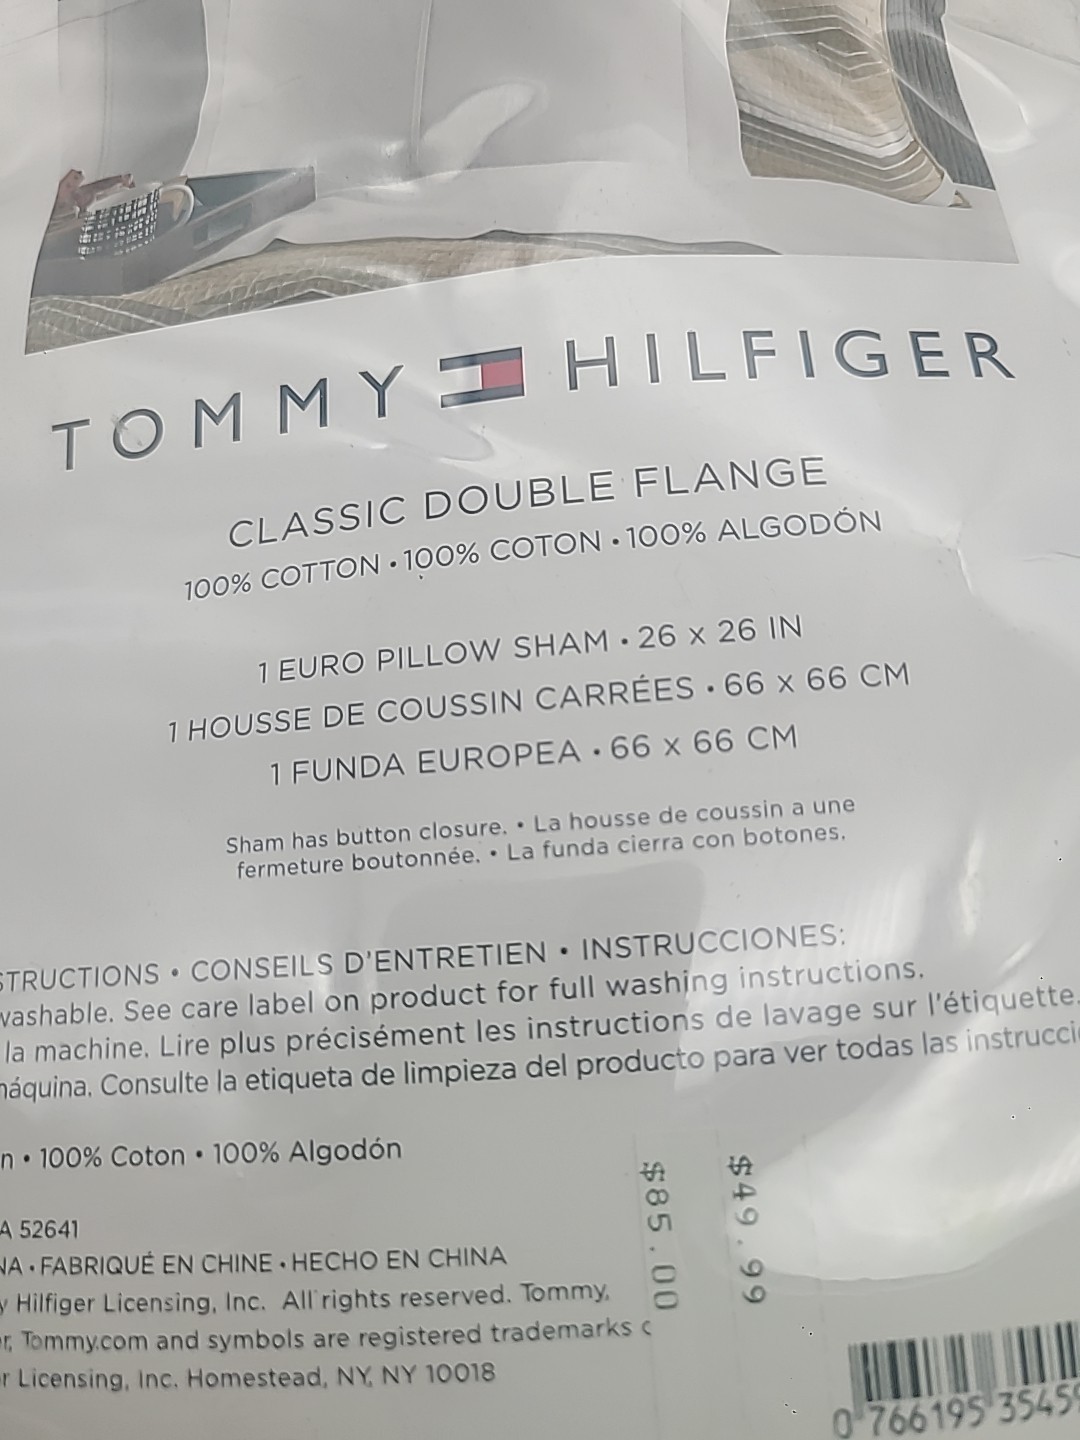 TOMMY HILFIGER
CLASSIC DOUBLE FLANGE
100% COTTON • 100% COTON • 100% ALGODÓN
1 EURO PILLOW SHAM • 26 x 26 IN
1 HOUSSE DE COUSSIN CARRÉES • 66 x 66 CM
1 FUNDA EUROPEA • 66 x 66 CM
Sham has button closure. • La housse de coussin a une
fermeture boutonnée. • La funda cierra con botones.
STRUCTIONS • CONSEILS D'ENTRETIEN • INSTRUCCIONES:
washable. See care label on product for full washing instructions.
la machine. Lire plus précisément les instructions de lavage sur l'étiquette.
máquina. Consulte la etiqueta de limpieza del producto para ver todas las instrucci
n • 100% Coton • 100% Algodón
A 52641
NA • FABRIQUÉ EN CHINE • HECHO EN CHINA
y Hilfiger Licensing, Inc. All rights reserved. Tommy,
r, Tommy.com and symbols are registered trademarks
r Licensing, Inc. Homestead, NY, NY 10018
$85.00
$49.99
0 766195 35459